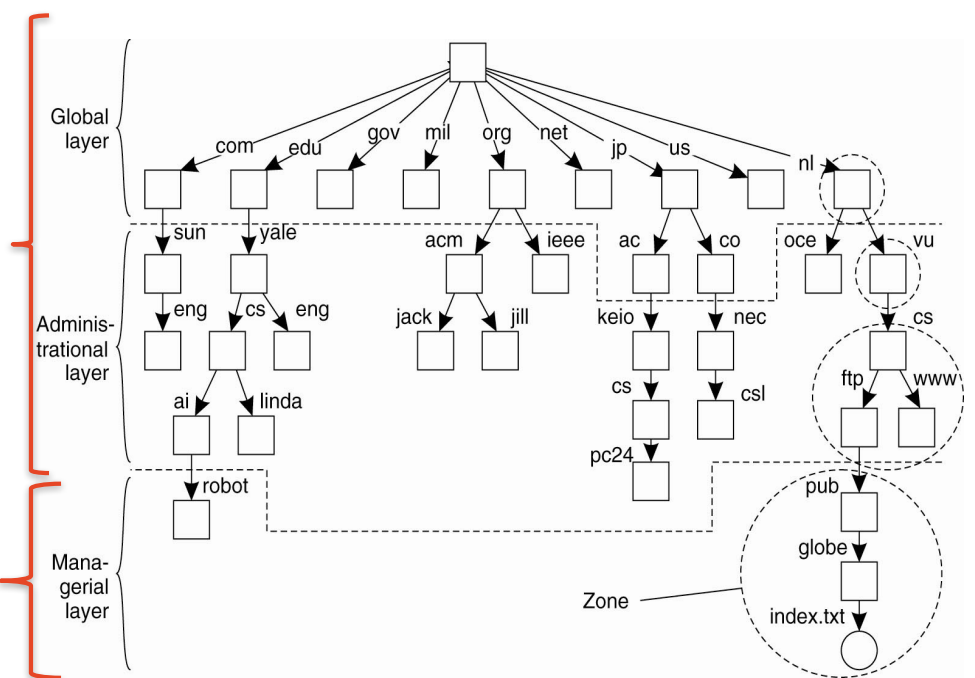 Global
layer
com
edu
gov
mil
org
net
jp
us
nl
sun
yale
acm
ieee
ac
co
oce
vu
Adminis-
trational
layer
eng
cs
eng
jack
jill
keio
nec
cs
ai
linda
cs
csl
ftp
www
pc24
robot
pub
Mana-
gerial
layer
globe
Zone
index.txt